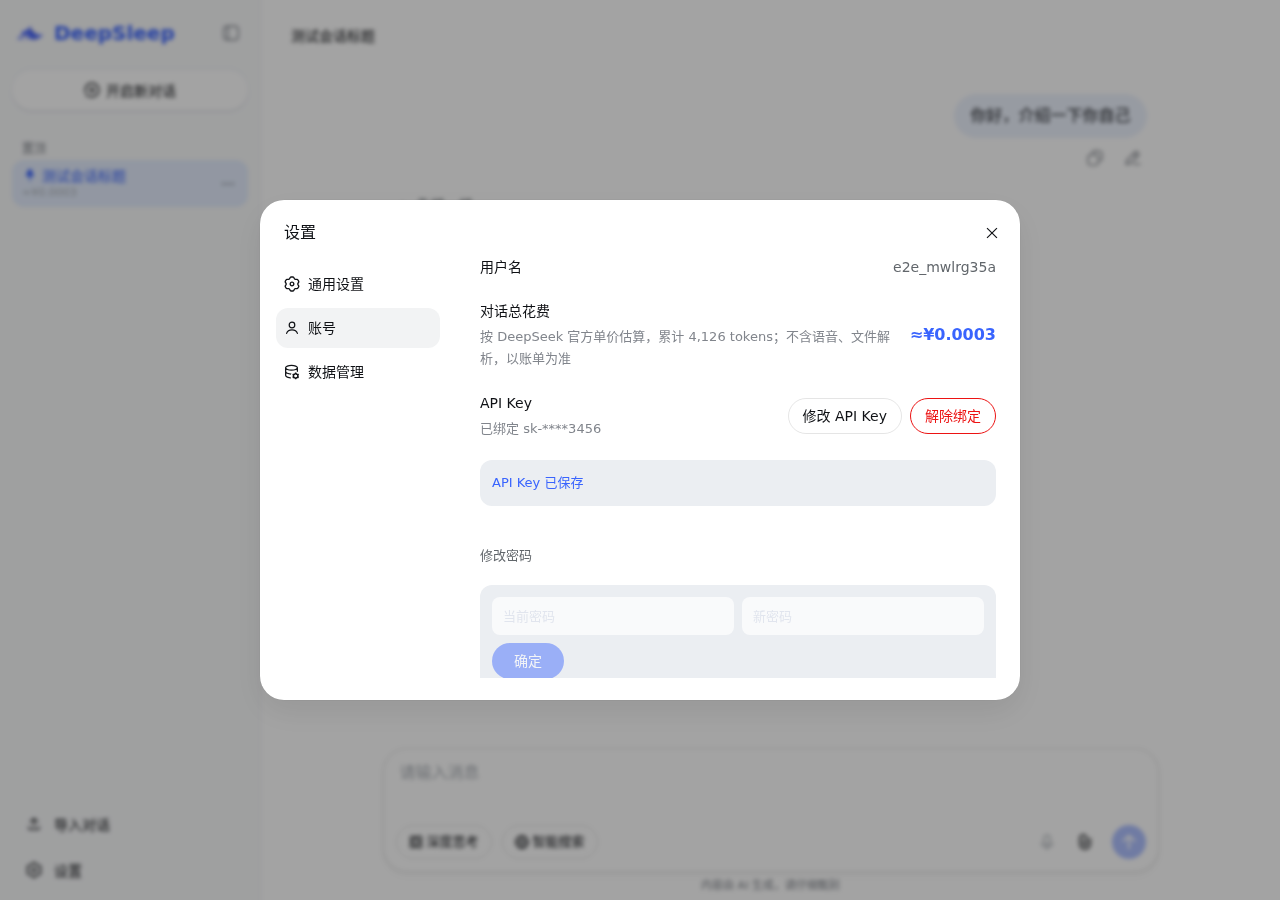 DeepSleep
开启新对话
置顶
测试会话标题
测试会话标题
你好，介绍一下你自己
设置
通用设置
账号
数据管理
用户名
e2e_mwlrg35a
对话总花费
按 DeepSeek 官方单价估算，累计 4,126 tokens；不含语音、文件解
析，以账单为准
≈¥0.0003
API Key
已绑定 sk-****3456
修改 API Key
解除绑定
API Key 已保存
修改密码
当前密码
新密码
确定
请输入消息
深度思考
智能搜索
导入对话
设置
内容由 AI 生成，请仔细甄别